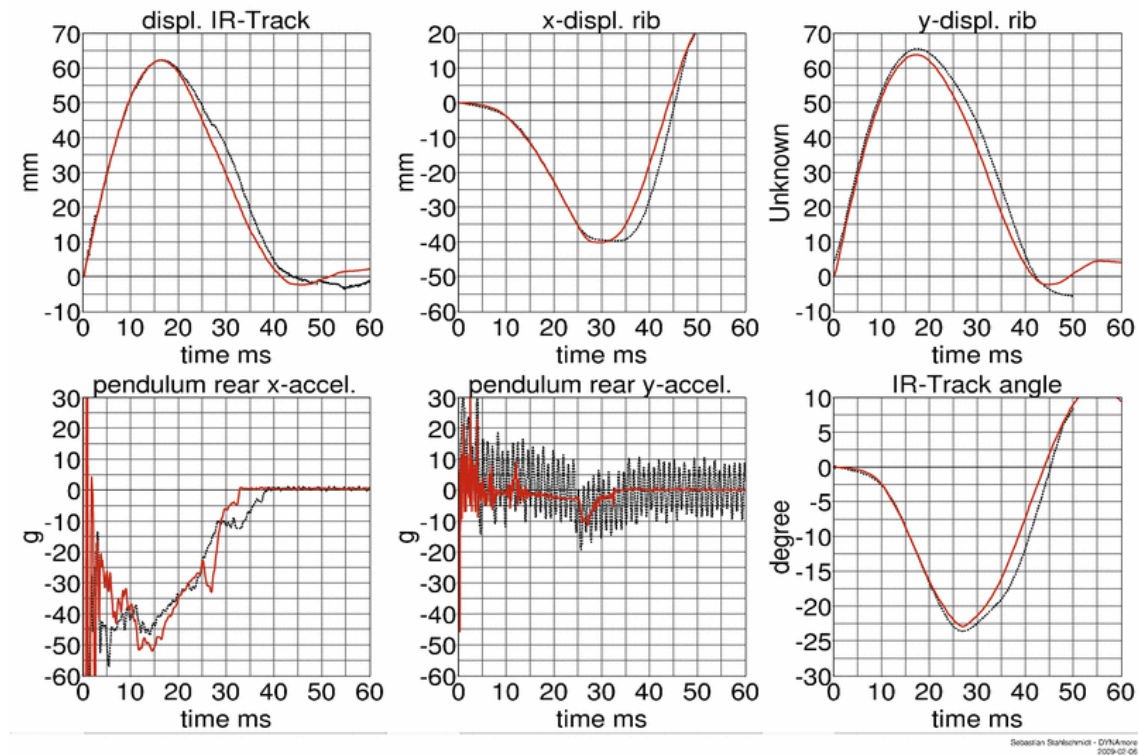 displ. IR-Track x-displ. rib y-displ. rib
70 20 70
60 10 60
50 0 50
40 -10 40
mm 30 mm -20 Unknown 30
20 -30 20
10 -40 10
0 -50 0
-10 -60 -10
0 10 20 30 40 50 60 0 10 20 30 40 50 60 0 10 20 30 40 50 60
time ms time ms time ms
pendulum rear x-accel. pendulum rear y-accel. IR-Track angle
30 30 10
20 20 5
10 10 0
0 0 -5
g -10 g -10 degree -10
-20 -20 -15
-30 -30 -20
-40 -40 -25
-50 -50 -30
-60 -60
0 10 20 30 40 50 60 0 10 20 30 40 50 60 0 10 20 30 40 50 60
time ms time ms time ms
Sebastian Stahlschmidt - DYNAmore
2009-02-05